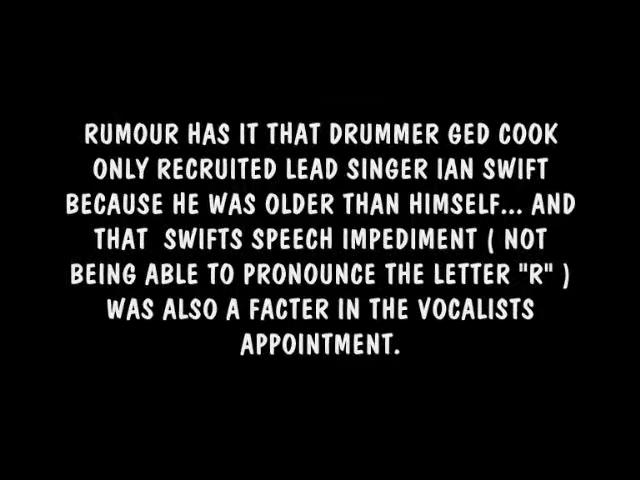 RUMOUR HAS IT THAT DRUMMER GED COOK
ONLY RECRUITED LEAD SINGER IAN SWIFT
BECAUSE HE WAS OLDER THAN HIMSELF... AND
THAT SWIFTS SPEECH IMPEDIMENT ( NOT
BEING ABLE TO PRONOUNCE THE LETTER "R" )
WAS ALSO A FACTER IN THE VOCALISTS
APPOINTMENT.